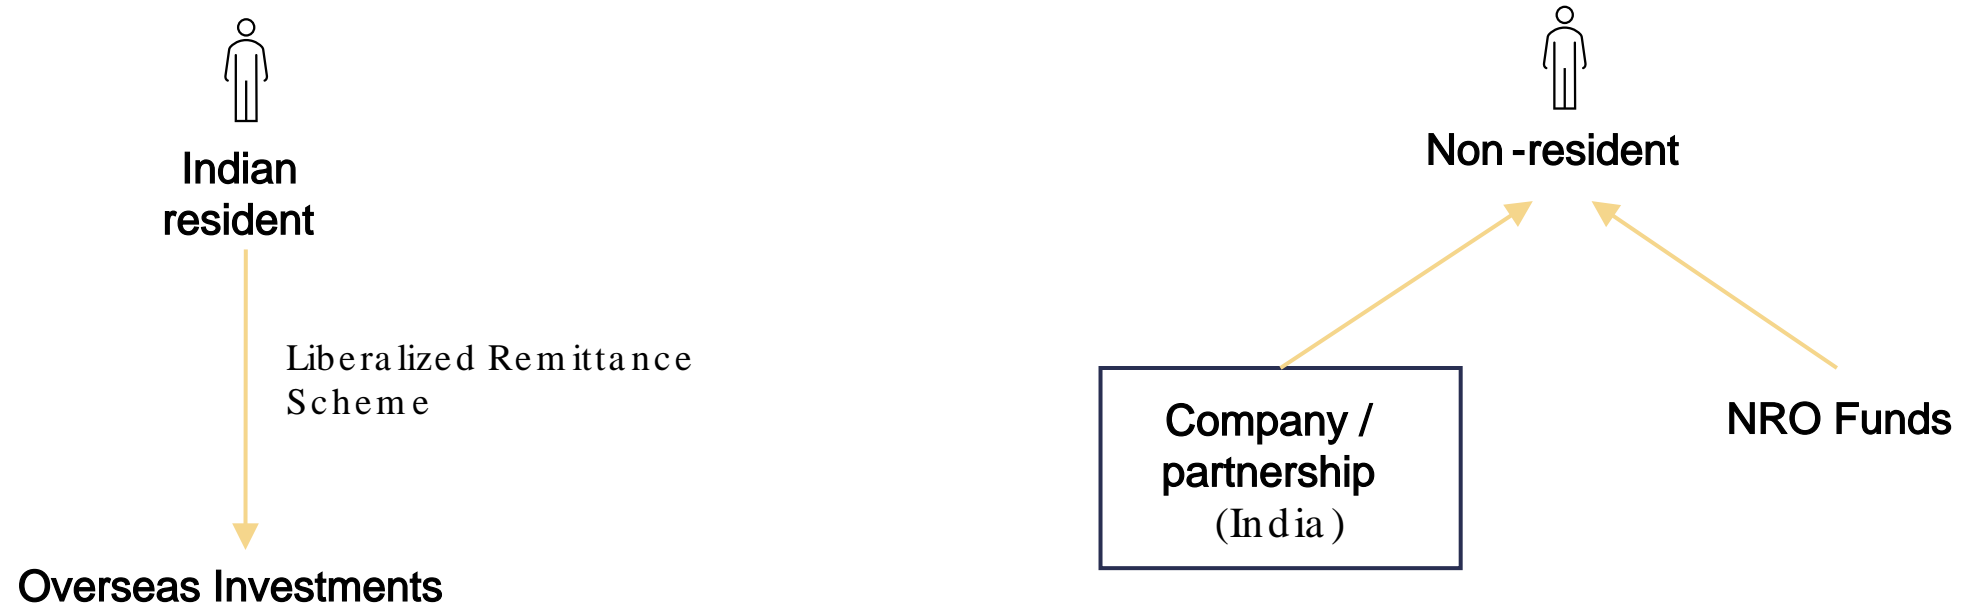 Indian
resident
Liberalized Remittance
Scheme
Overseas Investments
Non-resident
Company /
partnership
(India)
NRO Funds